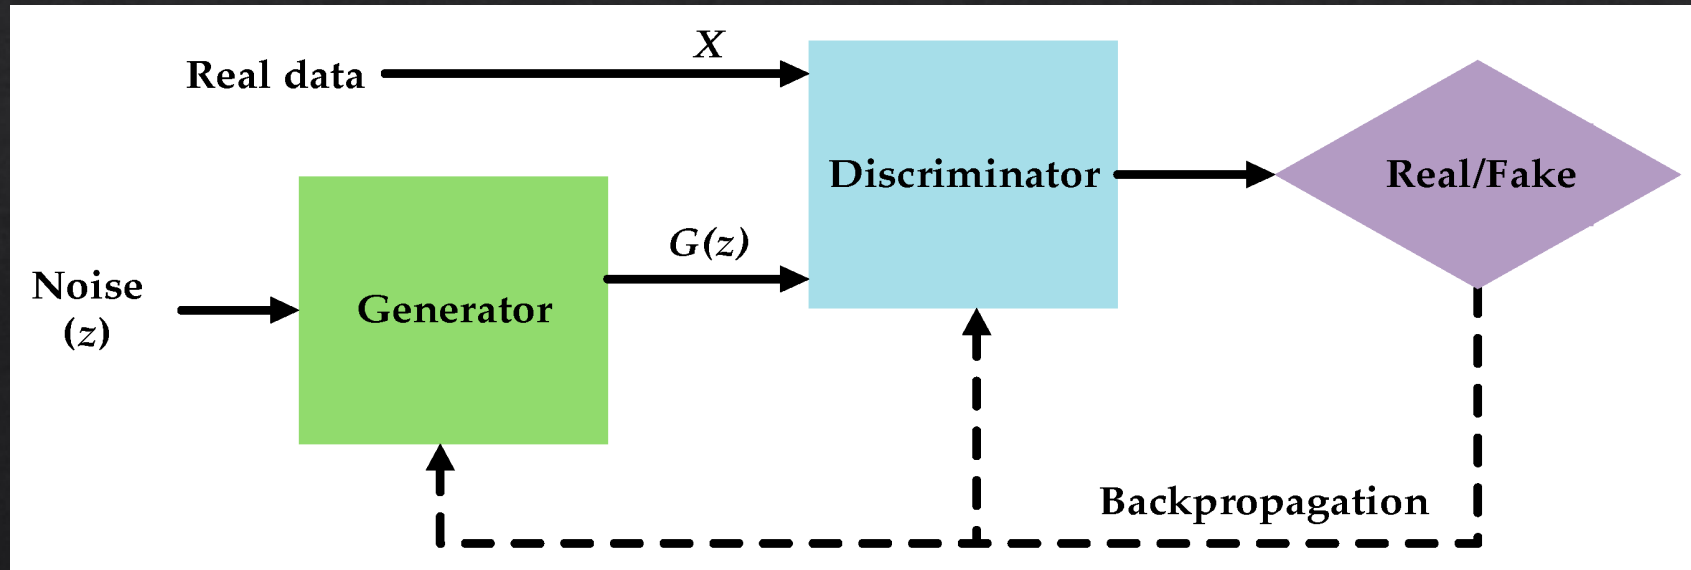 Real data
X
Discriminator
Real/Fake
Noise
(z)
Generator
G(z)
Backpropagation